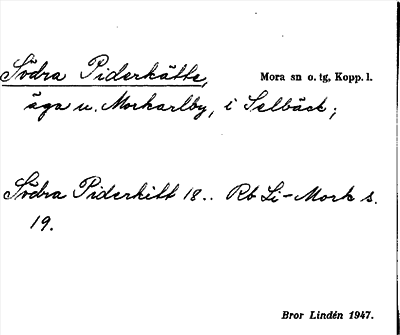 Södra Piderkätte, Mora sn o. tg, Kopp. l.
äga u. Morkarlby, i Selbäck;
Södra Piderkitt 18.. Rb Li-Mork s.
19.
Bror Lindén 1947.